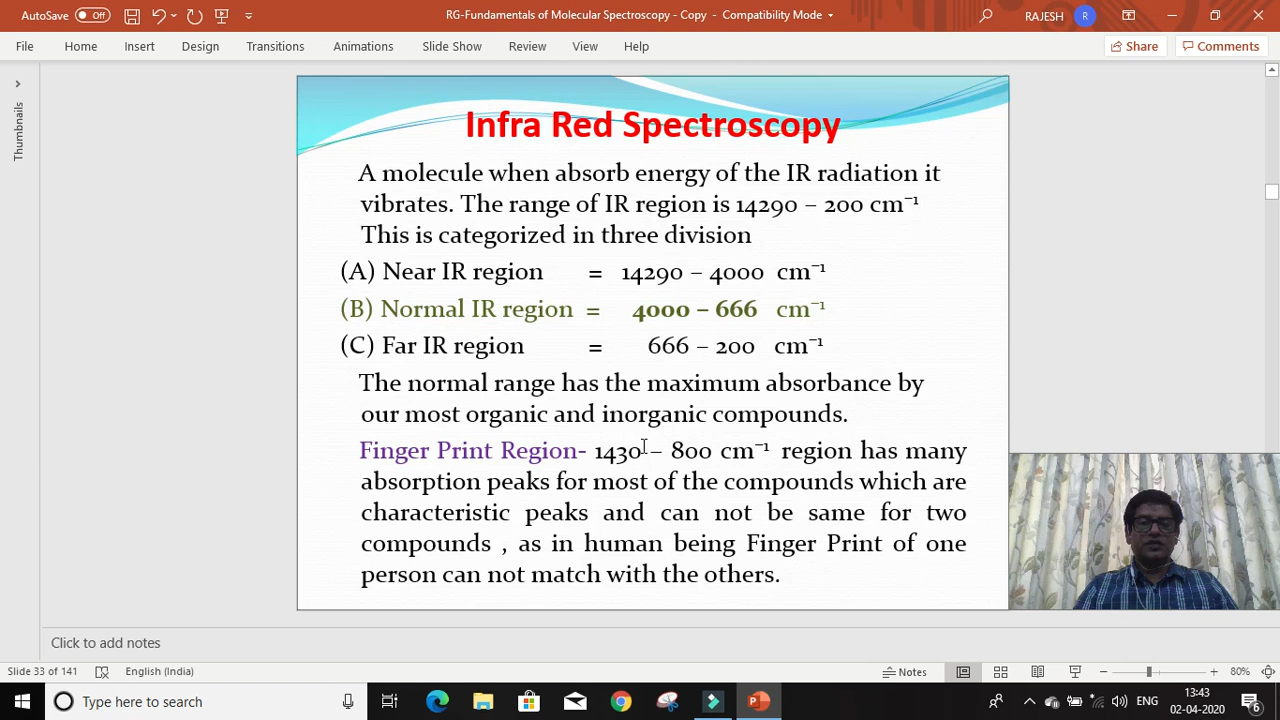 AutoSave Off RG-Fundamentals of Molecular Spectroscopy - Copy - Compatibility Mode RAJESH R
File Home Insert Design Transitions Animations Slide Show Review View Help Share Comments
Thumbnails
Infra Red Spectroscopy
A molecule when absorb energy of the IR radiation it
vibrates. The range of IR region is 14290 – 200 cm⁻¹
This is categorized in three division
(A) Near IR region = 14290 – 4000 cm⁻¹
(B) Normal IR region = 4000 – 666 cm⁻¹
(C) Far IR region = 666 – 200 cm⁻¹
The normal range has the maximum absorbance by
our most organic and inorganic compounds.
Finger Print Region- 1430 – 800 cm⁻¹ region has many
absorption peaks for most of the compounds which are
characteristic peaks and can not be same for two
compounds , as in human being Finger Print of one
person can not match with the others.
Click to add notes
Slide 33 of 141 English (India) Notes 80%
Type here to search ENG 13:43
02-04-2020 6